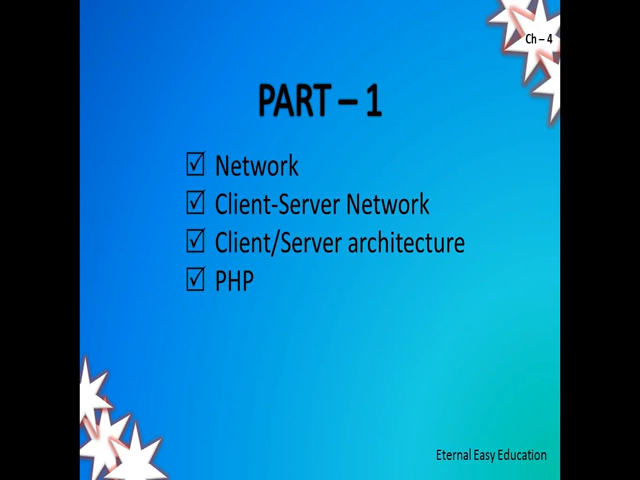 Ch – 4
PART – 1
☑ Network
☑ Client-Server Network
☑ Client/Server architecture
☑ PHP
Eternal Easy Education